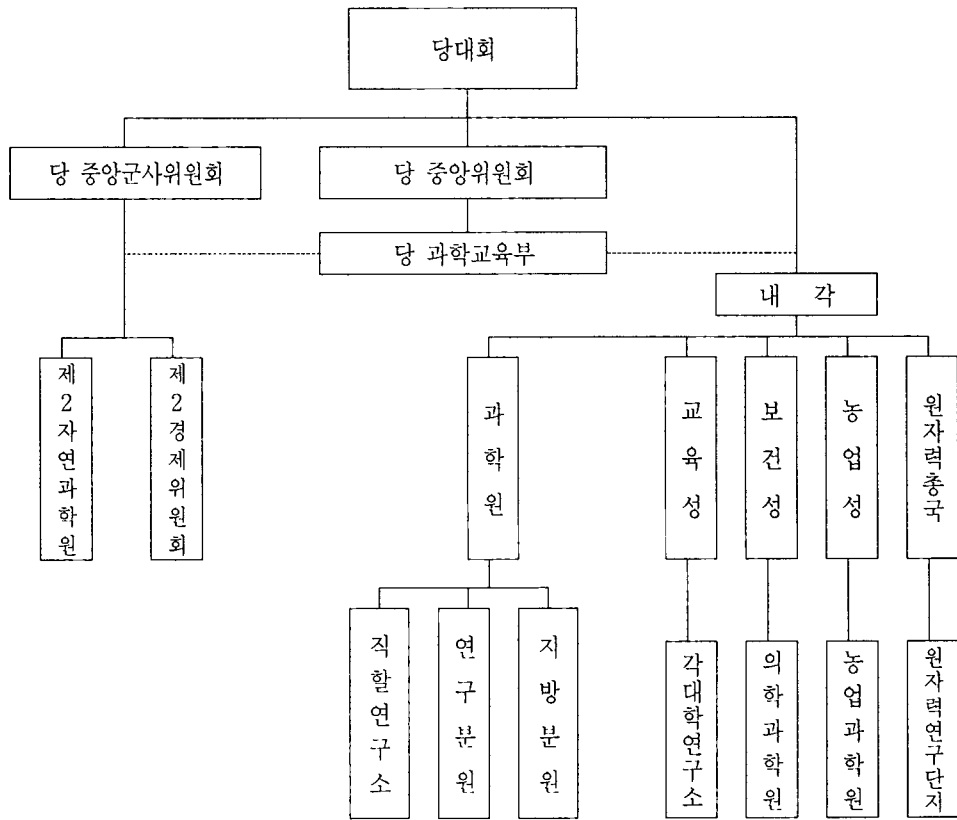 당대회
당 중앙군사위원회
당 중앙위원회
당 과학교육부
내 각
제2자연과학원
제2경제위원회
과학원
교육성
보건성
농업성
원자력총국
직할연구소
연구분원
지방분원
각대학연구소
의학과학원
농업과학원
원자력연구단지